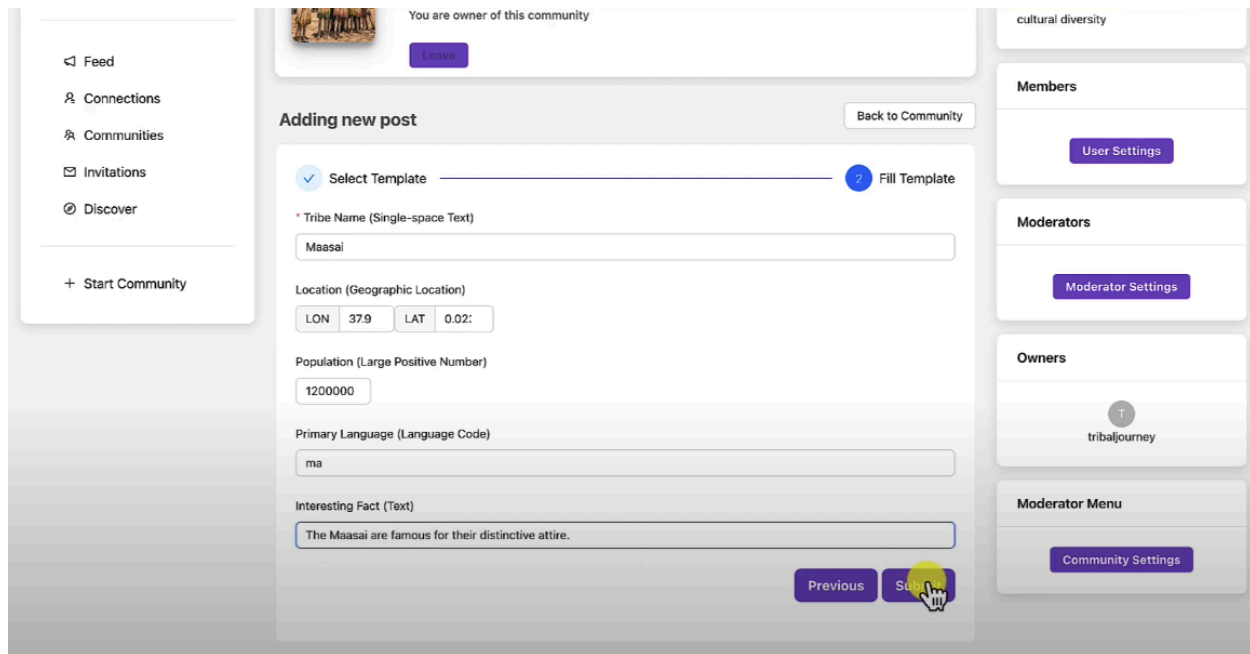 You are owner of this community
Leave
cultural diversity
Feed
Connections
Communities
Invitations
Discover
+ Start Community
Adding new post
Back to Community
Select Template
2 Fill Template
* Tribe Name (Single-space Text)
Maasai
Location (Geographic Location)
LON 37.9 LAT 0.02
Population (Large Positive Number)
1200000
Primary Language (Language Code)
ma
Interesting Fact (Text)
The Maasai are famous for their distinctive attire.
Previous
Members
User Settings
Moderators
Moderator Settings
Owners
T
tribaljourney
Moderator Menu
Community Settings